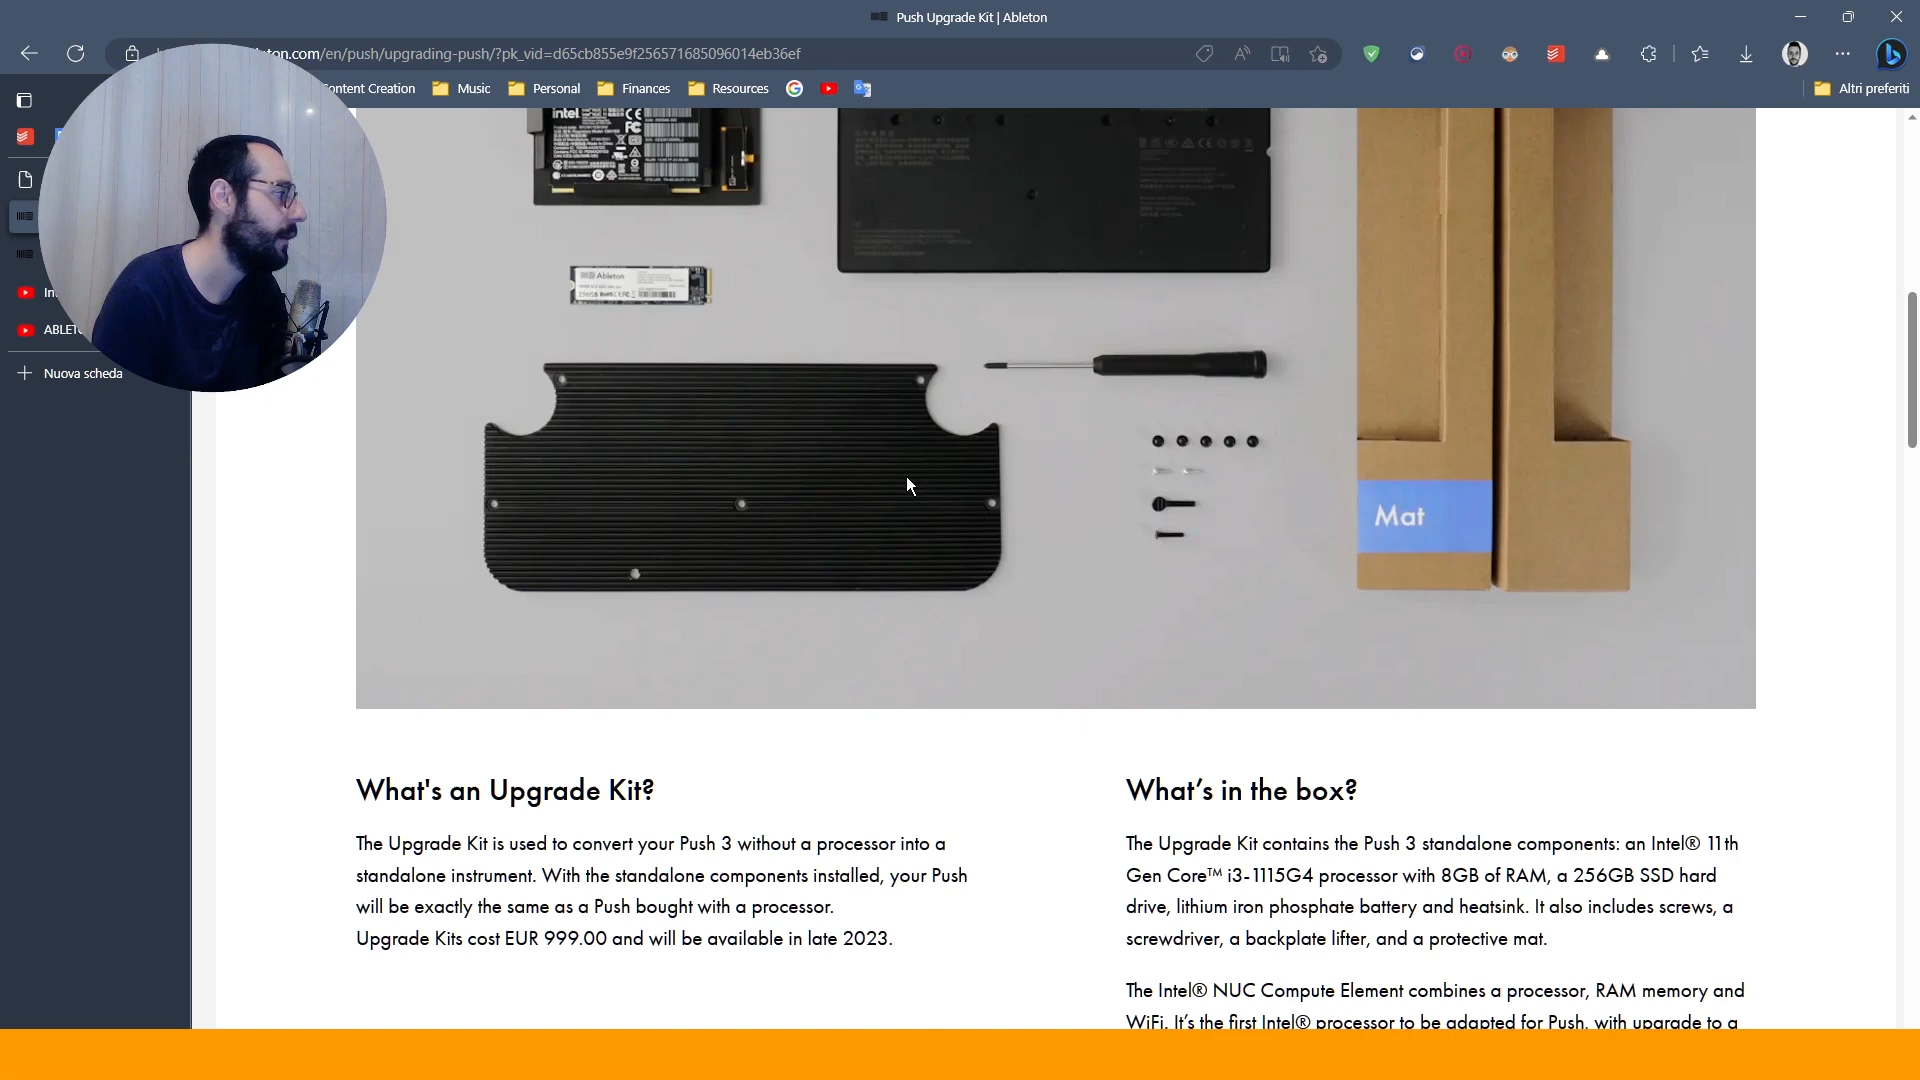 Push Upgrade Kit | Ableton
ton.com/en/push/upgrading-push/?pk_vid=d65cb855e9f256571685096014eb36ef
ontent Creation
Music
Personal
Finances
Resources
Altri preferiti
In
ABLET
Nuova scheda
intel
Ableton
256GB
Mat
What's an Upgrade Kit?
The Upgrade Kit is used to convert your Push 3 without a processor into a
standalone instrument. With the standalone components installed, your Push
will be exactly the same as a Push bought with a processor.
Upgrade Kits cost EUR 999.00 and will be available in late 2023.
What’s in the box?
The Upgrade Kit contains the Push 3 standalone components: an Intel® 11th
Gen Core™ i3-1115G4 processor with 8GB of RAM, a 256GB SSD hard
drive, lithium iron phosphate battery and heatsink. It also includes screws, a
screwdriver, a backplate lifter, and a protective mat.
The Intel® NUC Compute Element combines a processor, RAM memory and
WiFi. It’s the first Intel® processor to be adapted for Push, with upgrade to a